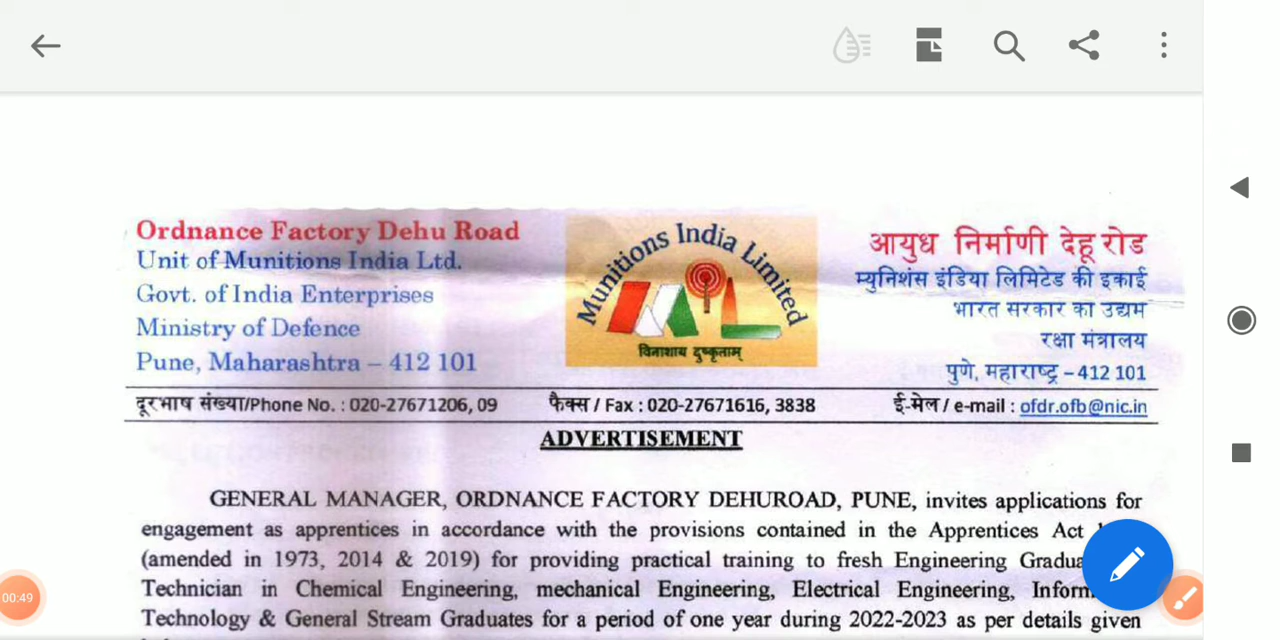 Ordnance Factory Dehu Road
Unit of Munitions India Ltd.
Govt. of India Enterprises
Ministry of Defence
Pune, Maharashtra – 412 101
Munitions India Limited
विनाशाय दुष्कृताम्
आयुध निर्माणी देहू रोड
म्युनिशंस इंडिया लिमिटेड की इकाई
भारत सरकार का उद्यम
रक्षा मंत्रालय
पुणे, महाराष्ट्र – 412 101
दूरभाष संख्या/Phone No. : 020-27671206, 09 फैक्स / Fax : 020-27671616, 3838 ई-मेल / e-mail : ofdr.ofb@nic.in
ADVERTISEMENT
GENERAL MANAGER, ORDNANCE FACTORY DEHUROAD, PUNE, invites applications for
engagement as apprentices in accordance with the provisions contained in the Apprentices Act
(amended in 1973, 2014 & 2019) for providing practical training to fresh Engineering
Technician in Chemical Engineering, mechanical Engineering, Electrical Engineering,
Technology & General Stream Graduates for a period of one year during 2022-2023 as per details given
00:49